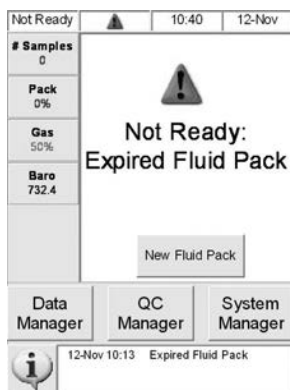 Not Ready
10:40
12-Nov
# Samples
0
Pack
0%
Gas
50%
Baro
732.4
Not Ready:
Expired Fluid Pack
New Fluid Pack
Data
Manager
QC
Manager
System
Manager
12-Nov 10:13 Expired Fluid Pack